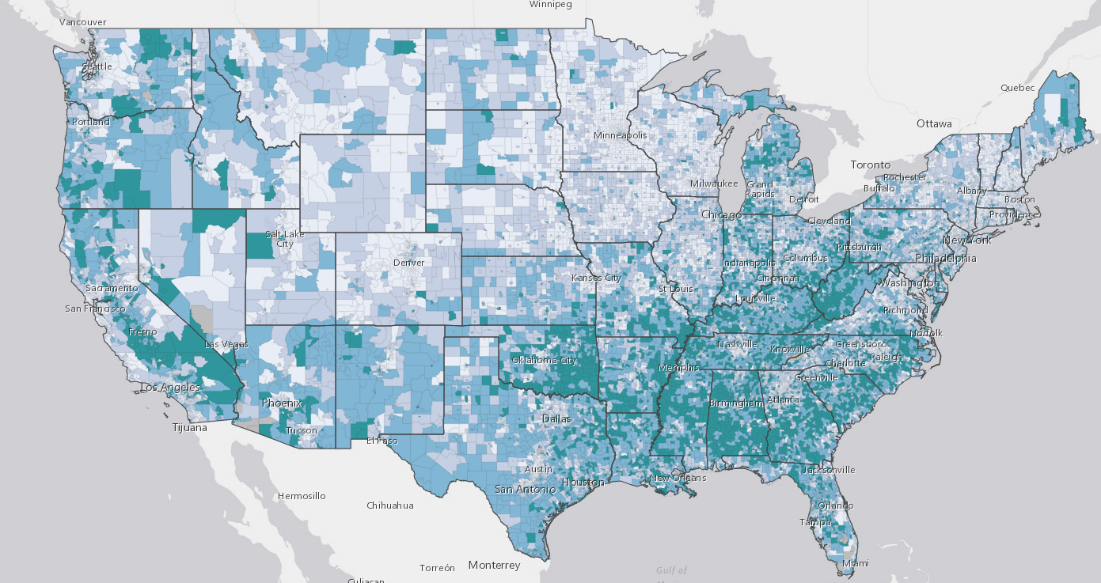 Winnipeg
Vancouver
Seattle
Quebec
Ottawa
Portland
Minneapolis
Toronto
Rochester
Buffalo
Albany
Boston
Providence
Milwaukee
Grand
Rapids
Detroit
Chicago
Cleveland
New York
Salt Lake
City
Pittsburgh
Philadelphia
Denver
Indianapolis
Columbus
Cincinnati
Washington
Kansas City
St Louis
Sacramento
San Francisco
Louisville
Richmond
Norfolk
Fresno
Las Vegas
Nashville
Knoxville
Greensboro
Raleigh
Oklahoma City
Memphis
Charlotte
Greenville
Los Angeles
Phoenix
Birmingham
Atlanta
Tijuana
Tucson
Dallas
El Paso
Austin
San Antonio
Houston
New Orleans
Jacksonville
Hermosillo
Chihuahua
Orlando
Tampa
Miami
Torreón
Monterrey
Gulf of
Culiacan